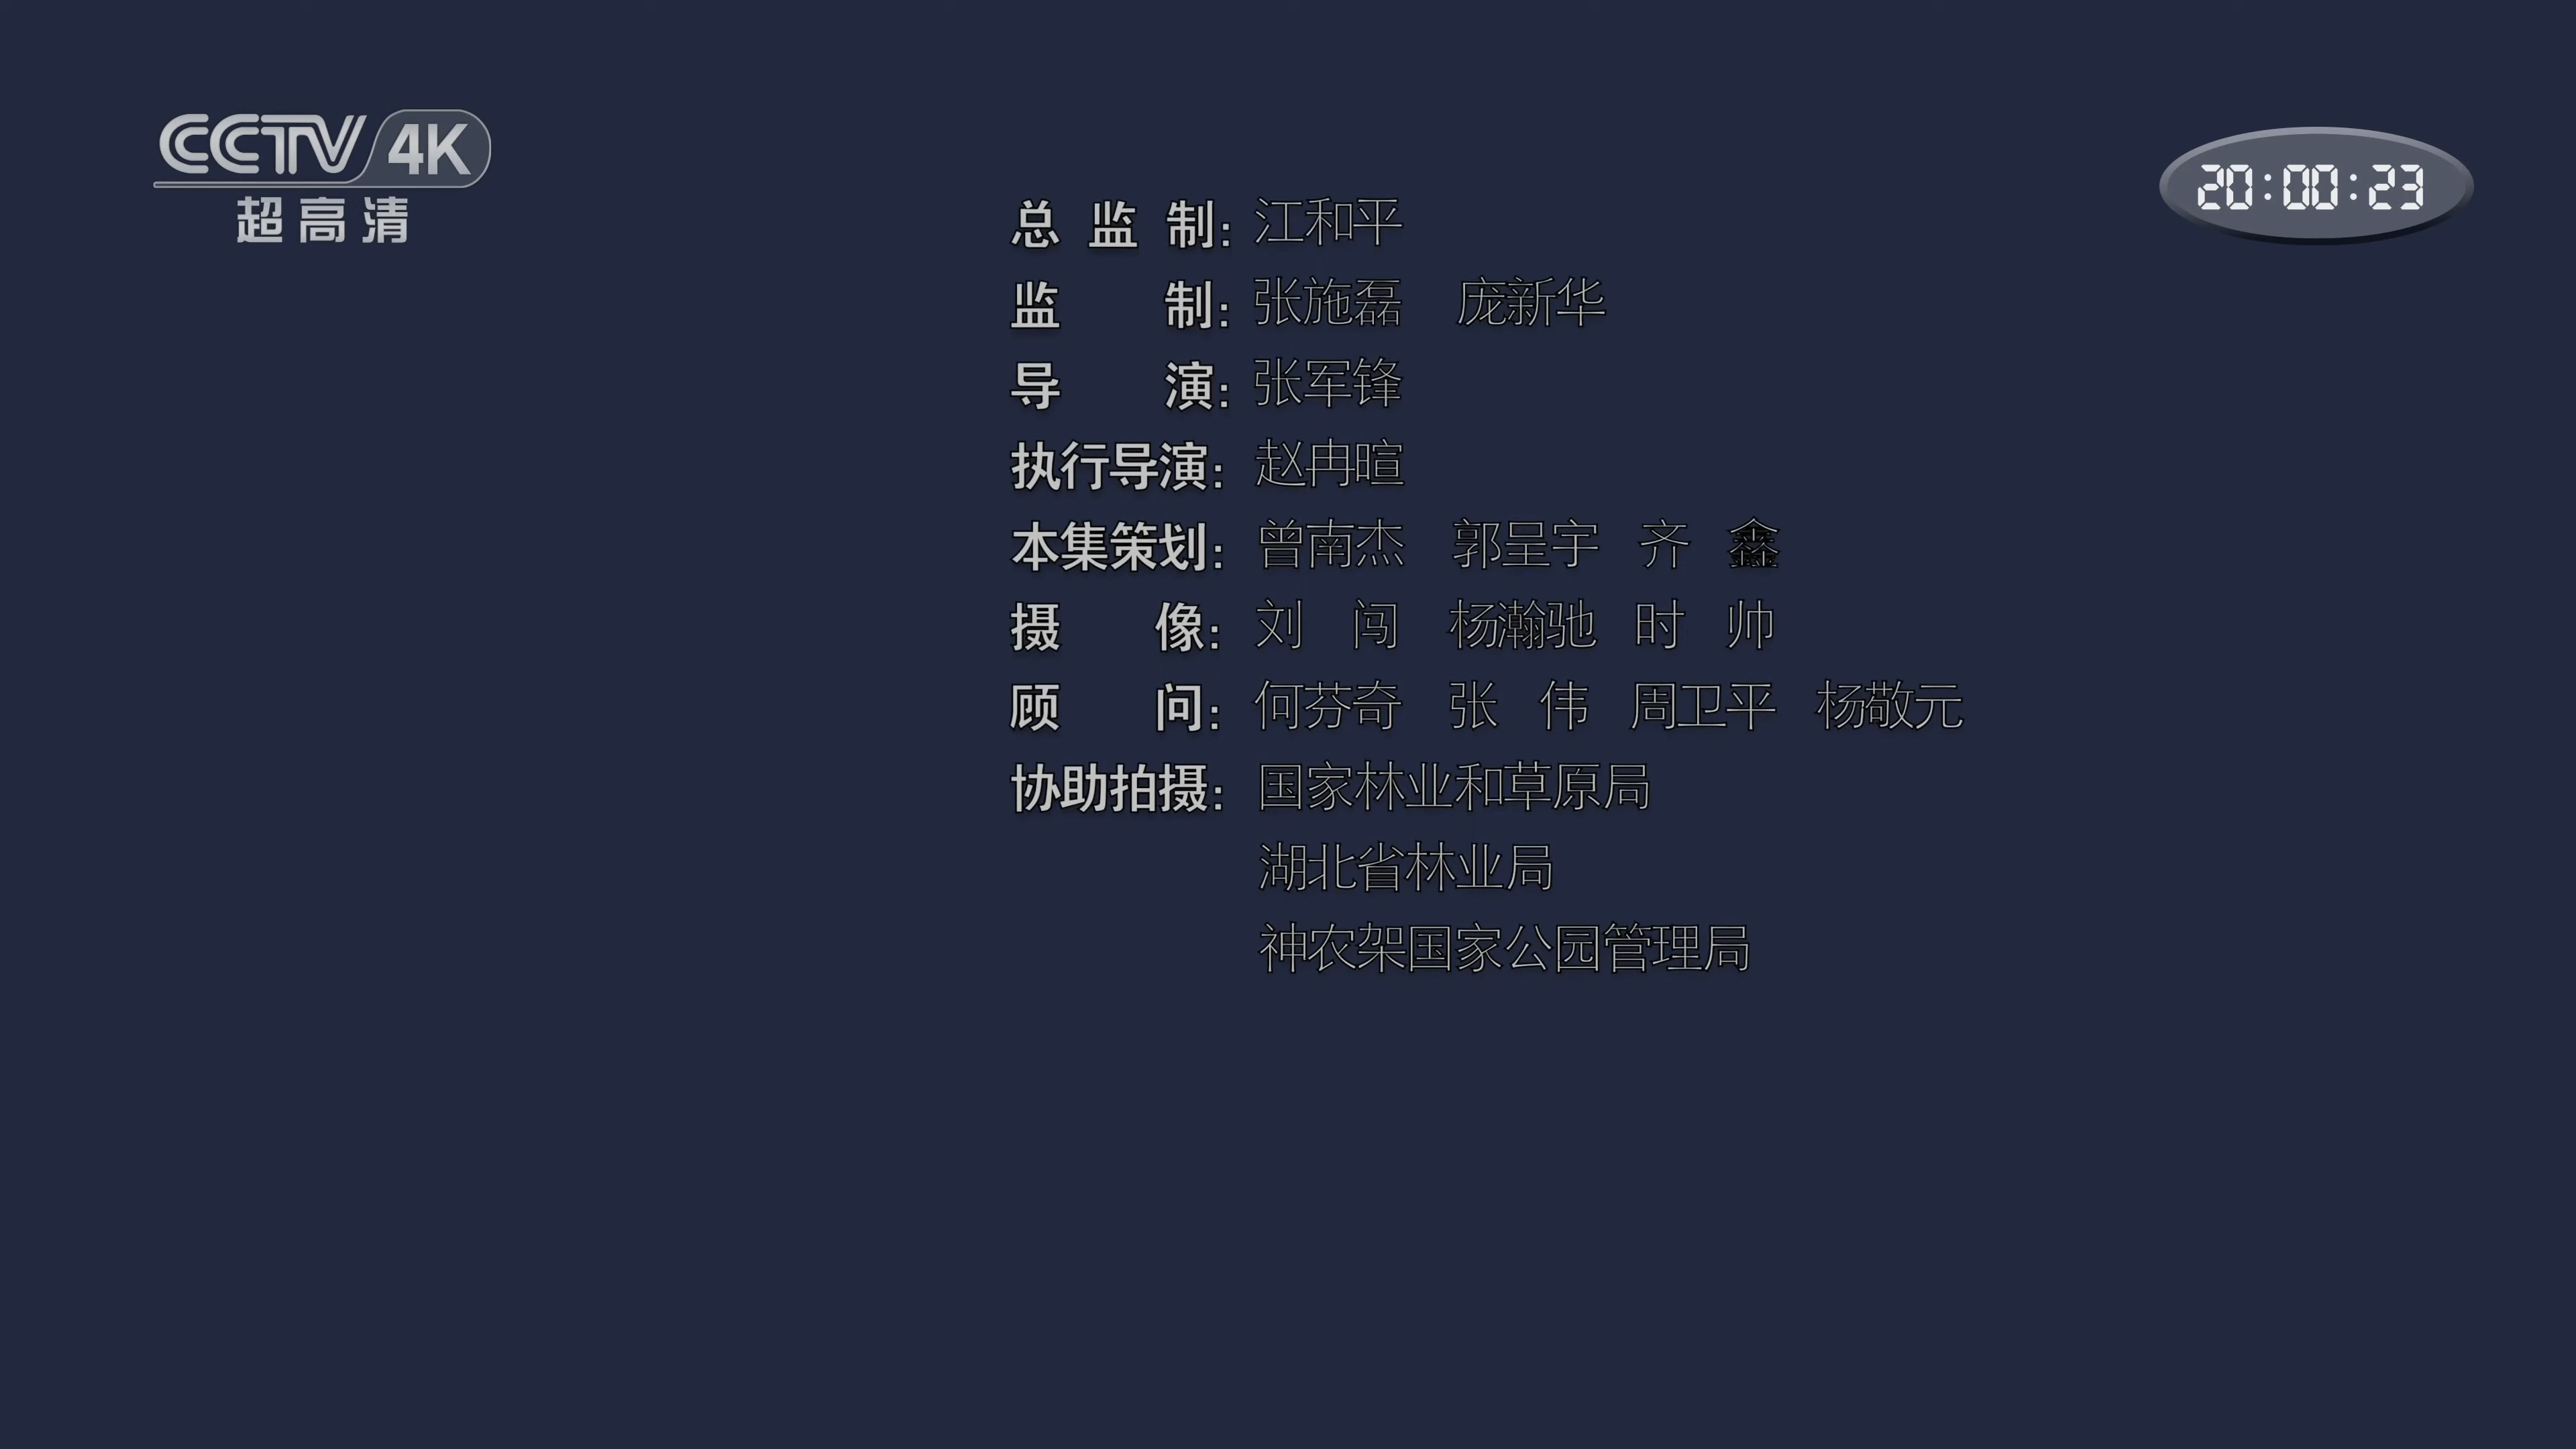 CCTV 4K
超高清
20:00:23
总 监 制：江和平
监 制：张施磊 庞新华
导 演：张军锋
执行导演：赵冉暄
本集策划：曾南杰 郭呈宇 齐 鑫
摄 像：刘 闯 杨瀚驰 时 帅
顾 问：何芬奇 张 伟 周卫平 杨敬元
协助拍摄：国家林业和草原局
湖北省林业局
神农架国家公园管理局